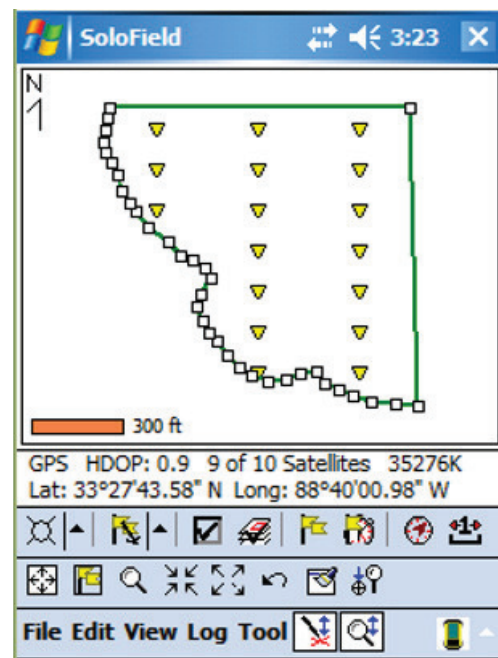 SoloField 3:23
N
300 ft
GPS HDOP: 0.9 9 of 10 Satellites 35276K
Lat: 33°27'43.58" N Long: 88°40'00.98" W
1
File Edit View Log Tool